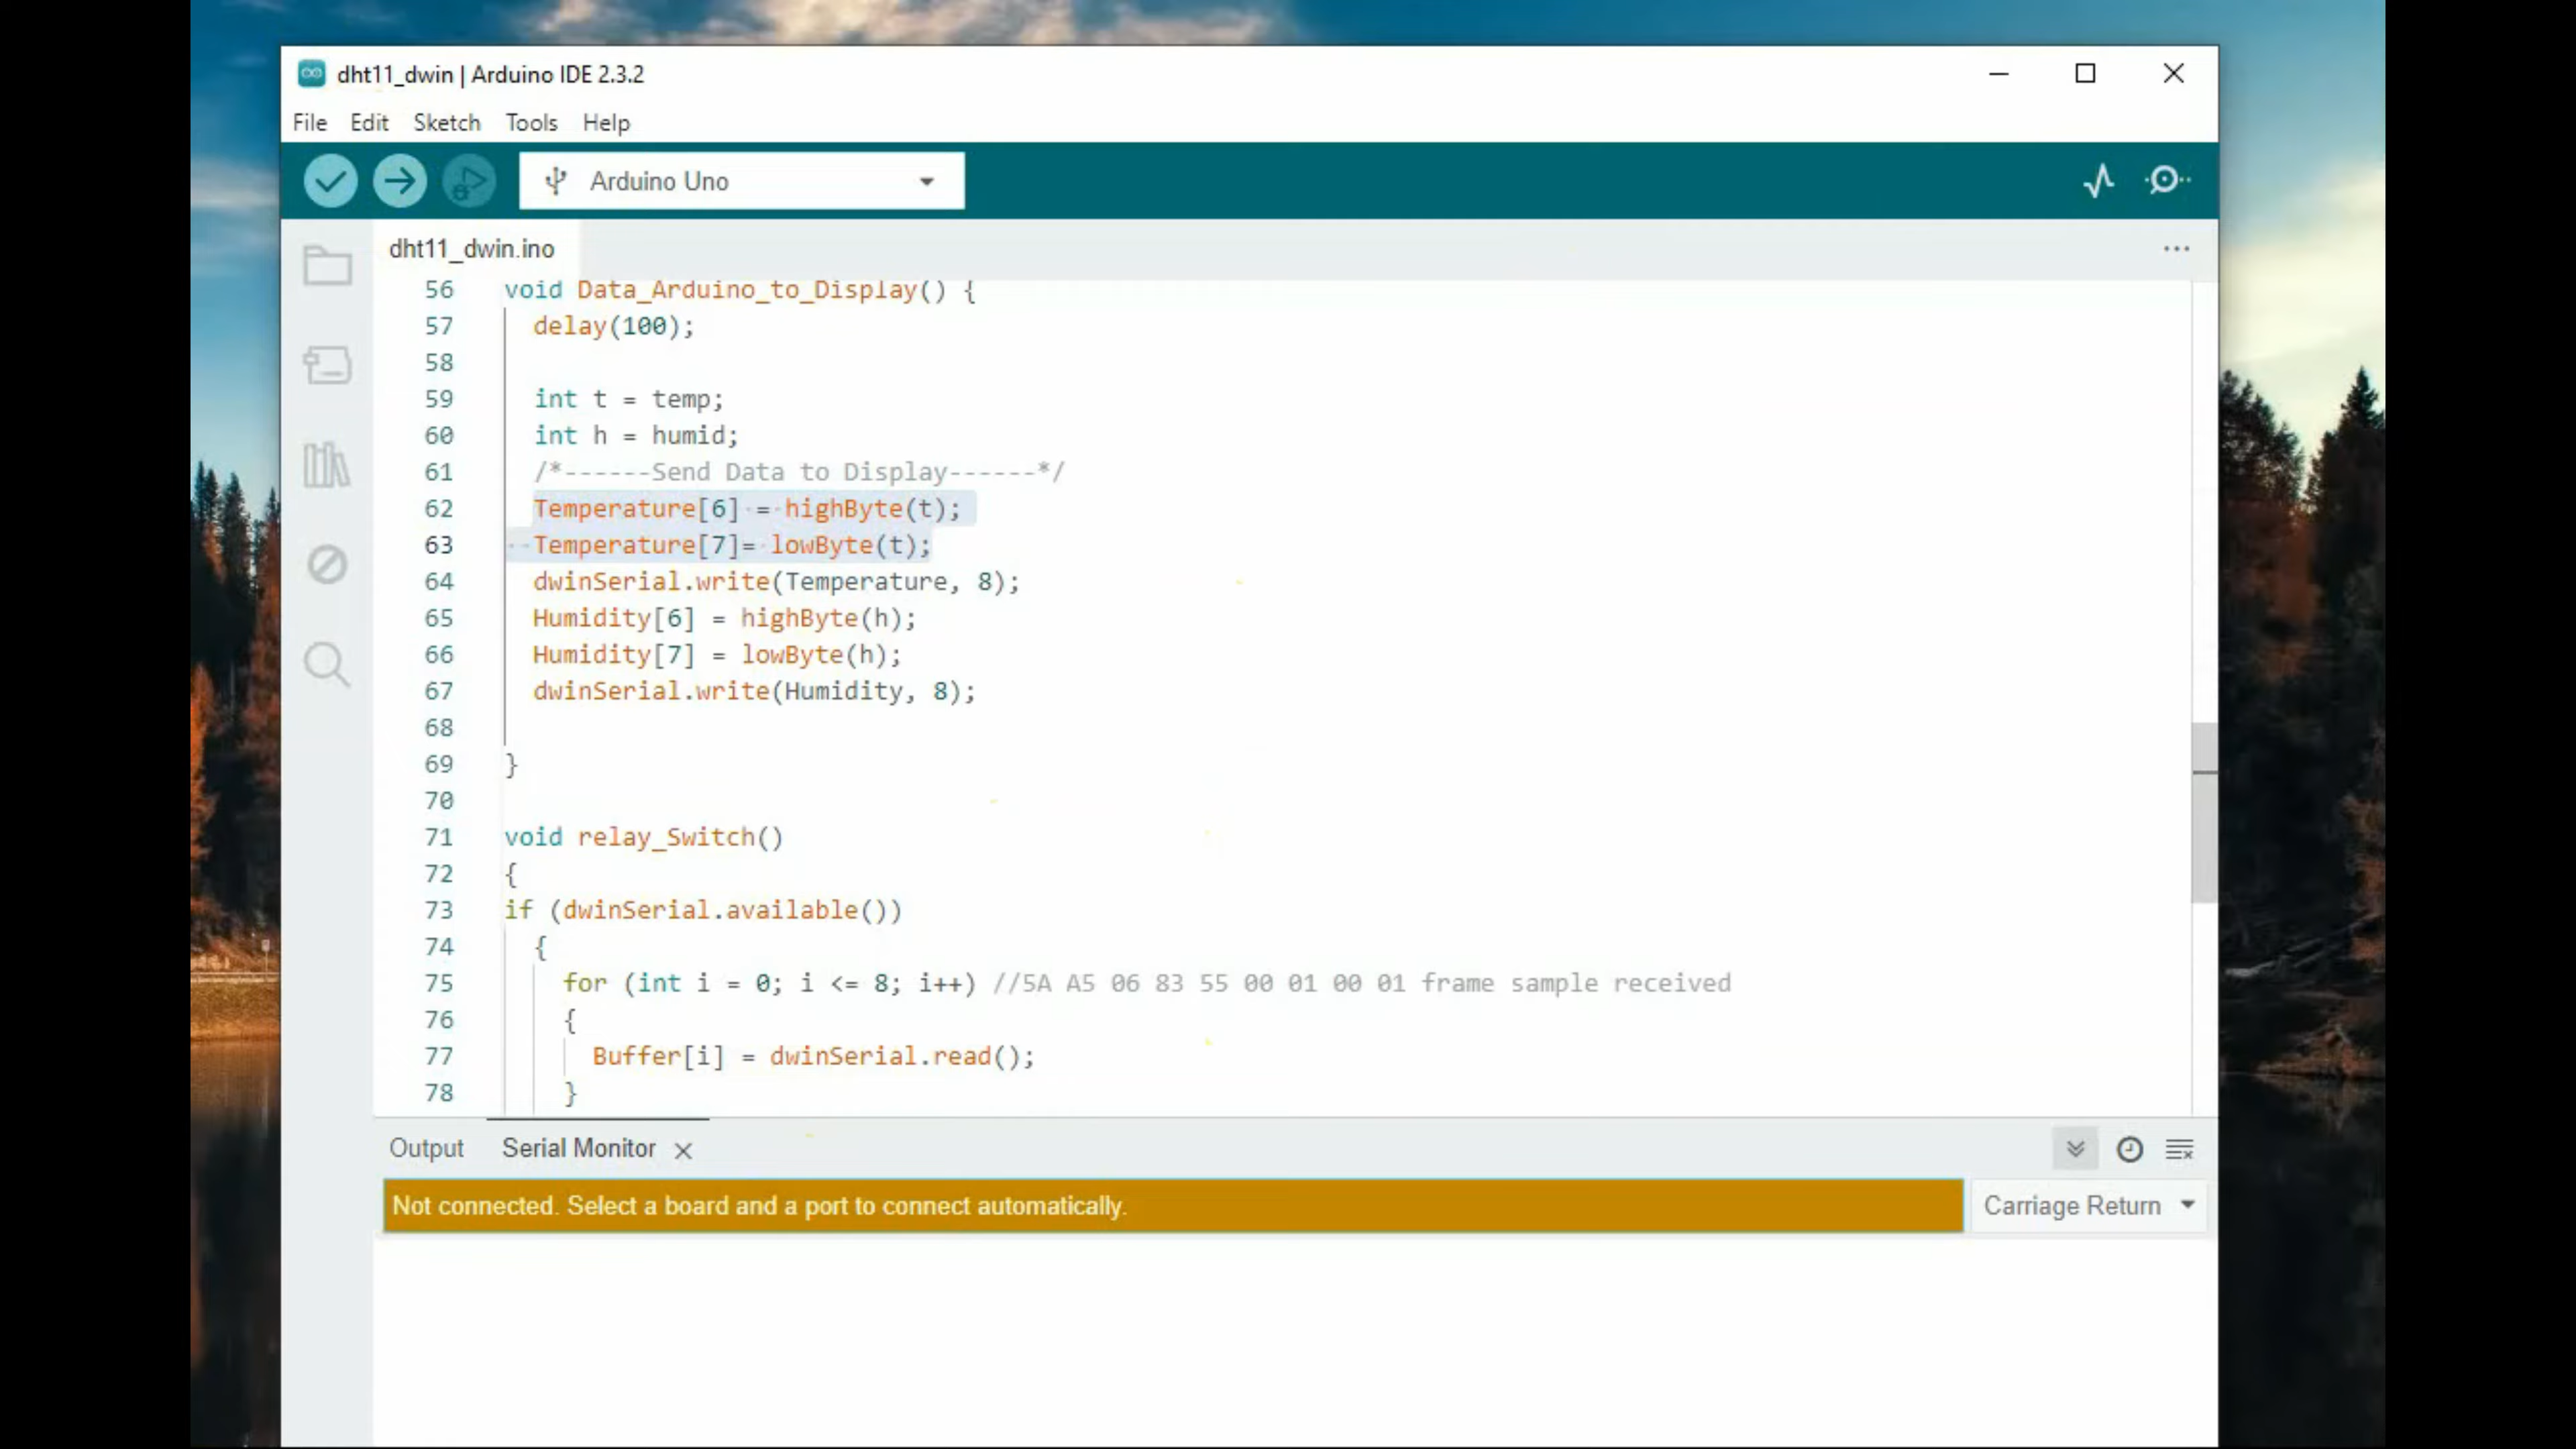 dht11_dwin | Arduino IDE 2.3.2
File Edit Sketch Tools Help
Arduino Uno
dht11_dwin.ino
56 void Data_Arduino_to_Display() {
57 delay(100);
58
59 int t = temp;
60 int h = humid;
61 /*------Send Data to Display------*/
62 Temperature[6] = highByte(t);
63 Temperature[7]= lowByte(t);
64 dwinSerial.write(Temperature, 8);
65 Humidity[6] = highByte(h);
66 Humidity[7] = lowByte(h);
67 dwinSerial.write(Humidity, 8);
68
69 }
70
71 void relay_Switch()
72 {
73 if (dwinSerial.available())
74 {
75 for (int i = 0; i <= 8; i++) //5A A5 06 83 55 00 01 00 01 frame sample received
76 {
77 Buffer[i] = dwinSerial.read();
78 }
Output Serial Monitor
Not connected. Select a board and a port to connect automatically. Carriage Return